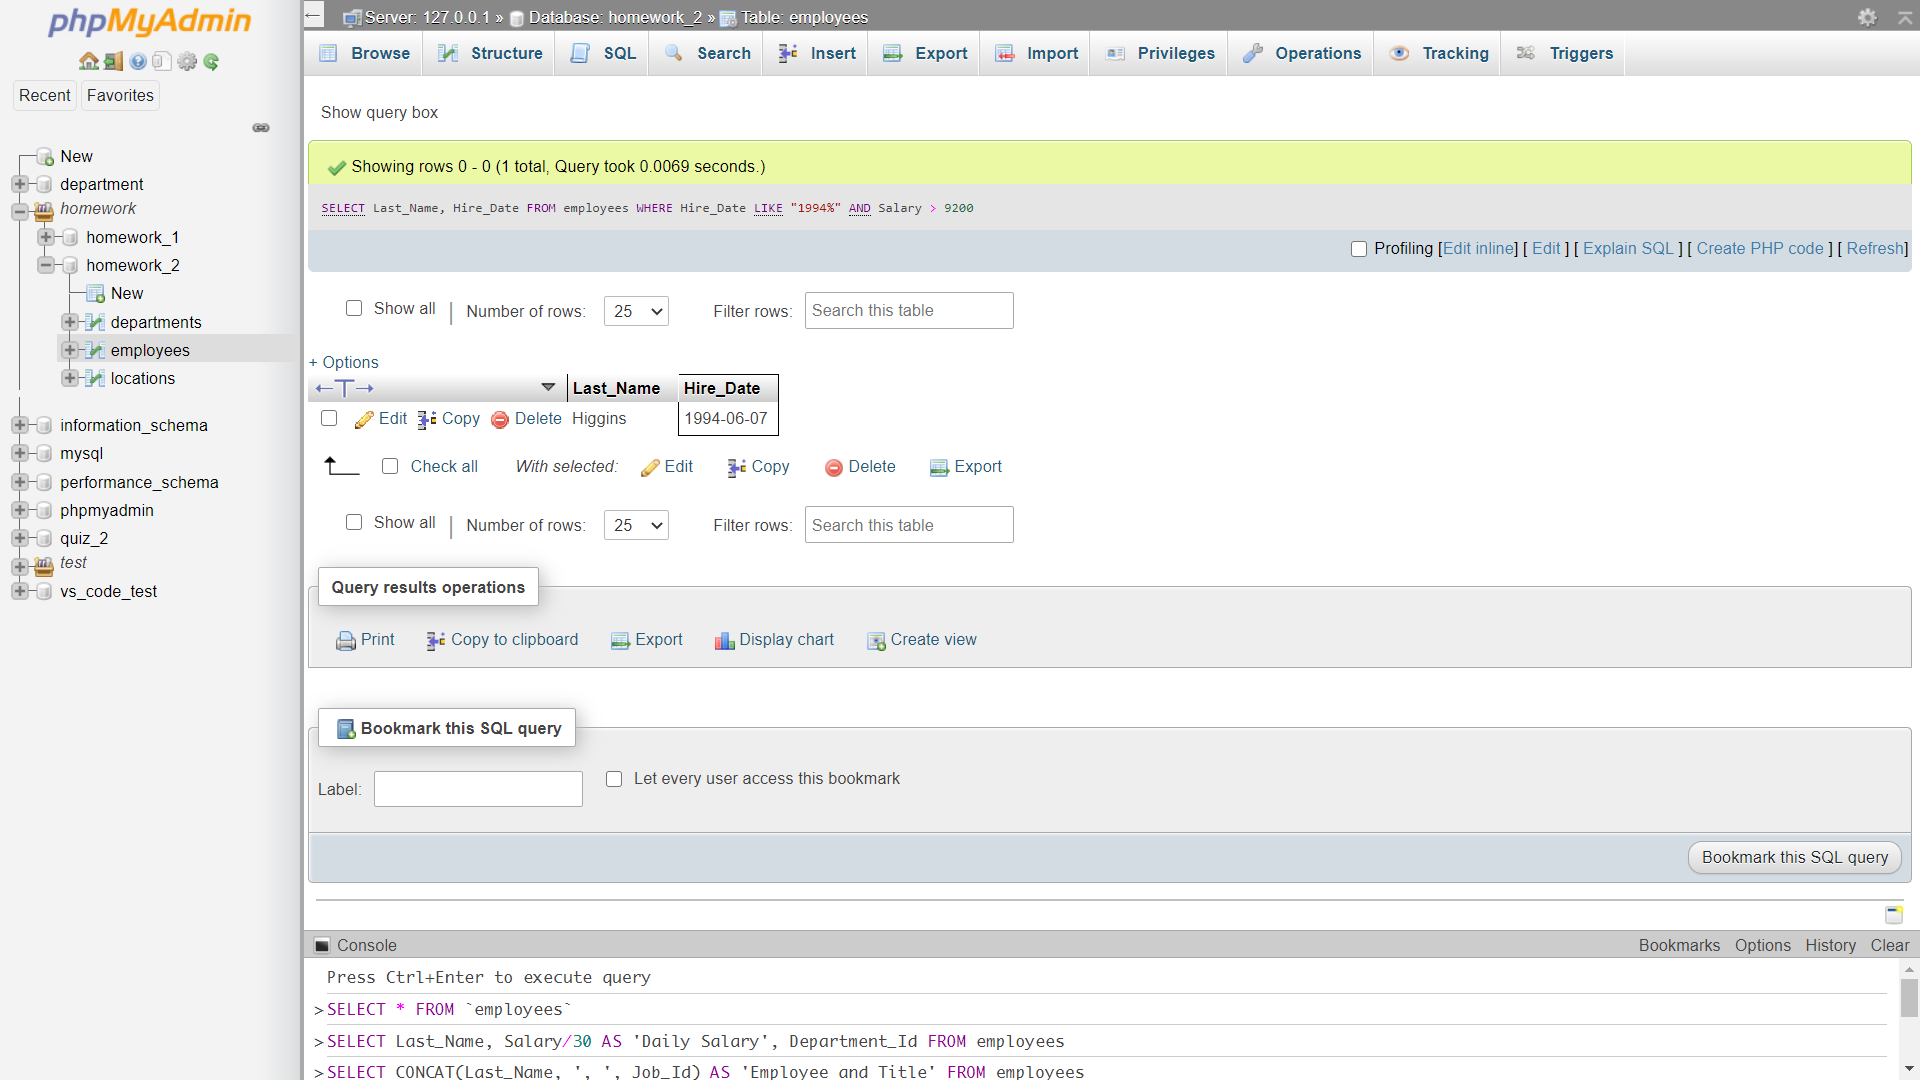 phpMyAdmin
Recent Favorites
New
department
homework
homework_1
homework_2
New
departments
employees
locations
information_schema
mysql
performance_schema
phpmyadmin
quiz_2
test
vs_code_test
Server: 127.0.0.1 » Database: homework_2 » Table: employees
Browse Structure SQL Search Insert Export Import Privileges Operations Tracking Triggers
Show query box
Showing rows 0 - 0 (1 total, Query took 0.0069 seconds.)
SELECT Last_Name, Hire_Date FROM employees WHERE Hire_Date LIKE "1994%" AND Salary > 9200
Profiling [Edit inline] [ Edit ] [ Explain SQL ] [ Create PHP code ] [ Refresh]
Show all | Number of rows: 25 Filter rows: Search this table
+ Options
←T→ Last_Name Hire_Date
Edit Copy Delete Higgins 1994-06-07
Check all With selected: Edit Copy Delete Export
Show all | Number of rows: 25 Filter rows: Search this table
Query results operations
Print Copy to clipboard Export Display chart Create view
Bookmark this SQL query
Label: Let every user access this bookmark
Bookmark this SQL query
Console Bookmarks Options History Clear
Press Ctrl+Enter to execute query
>SELECT * FROM `employees`
>SELECT Last_Name, Salary/30 AS 'Daily Salary', Department_Id FROM employees
>SELECT CONCAT(Last_Name, ', ', Job_Id) AS 'Employee and Title' FROM employees